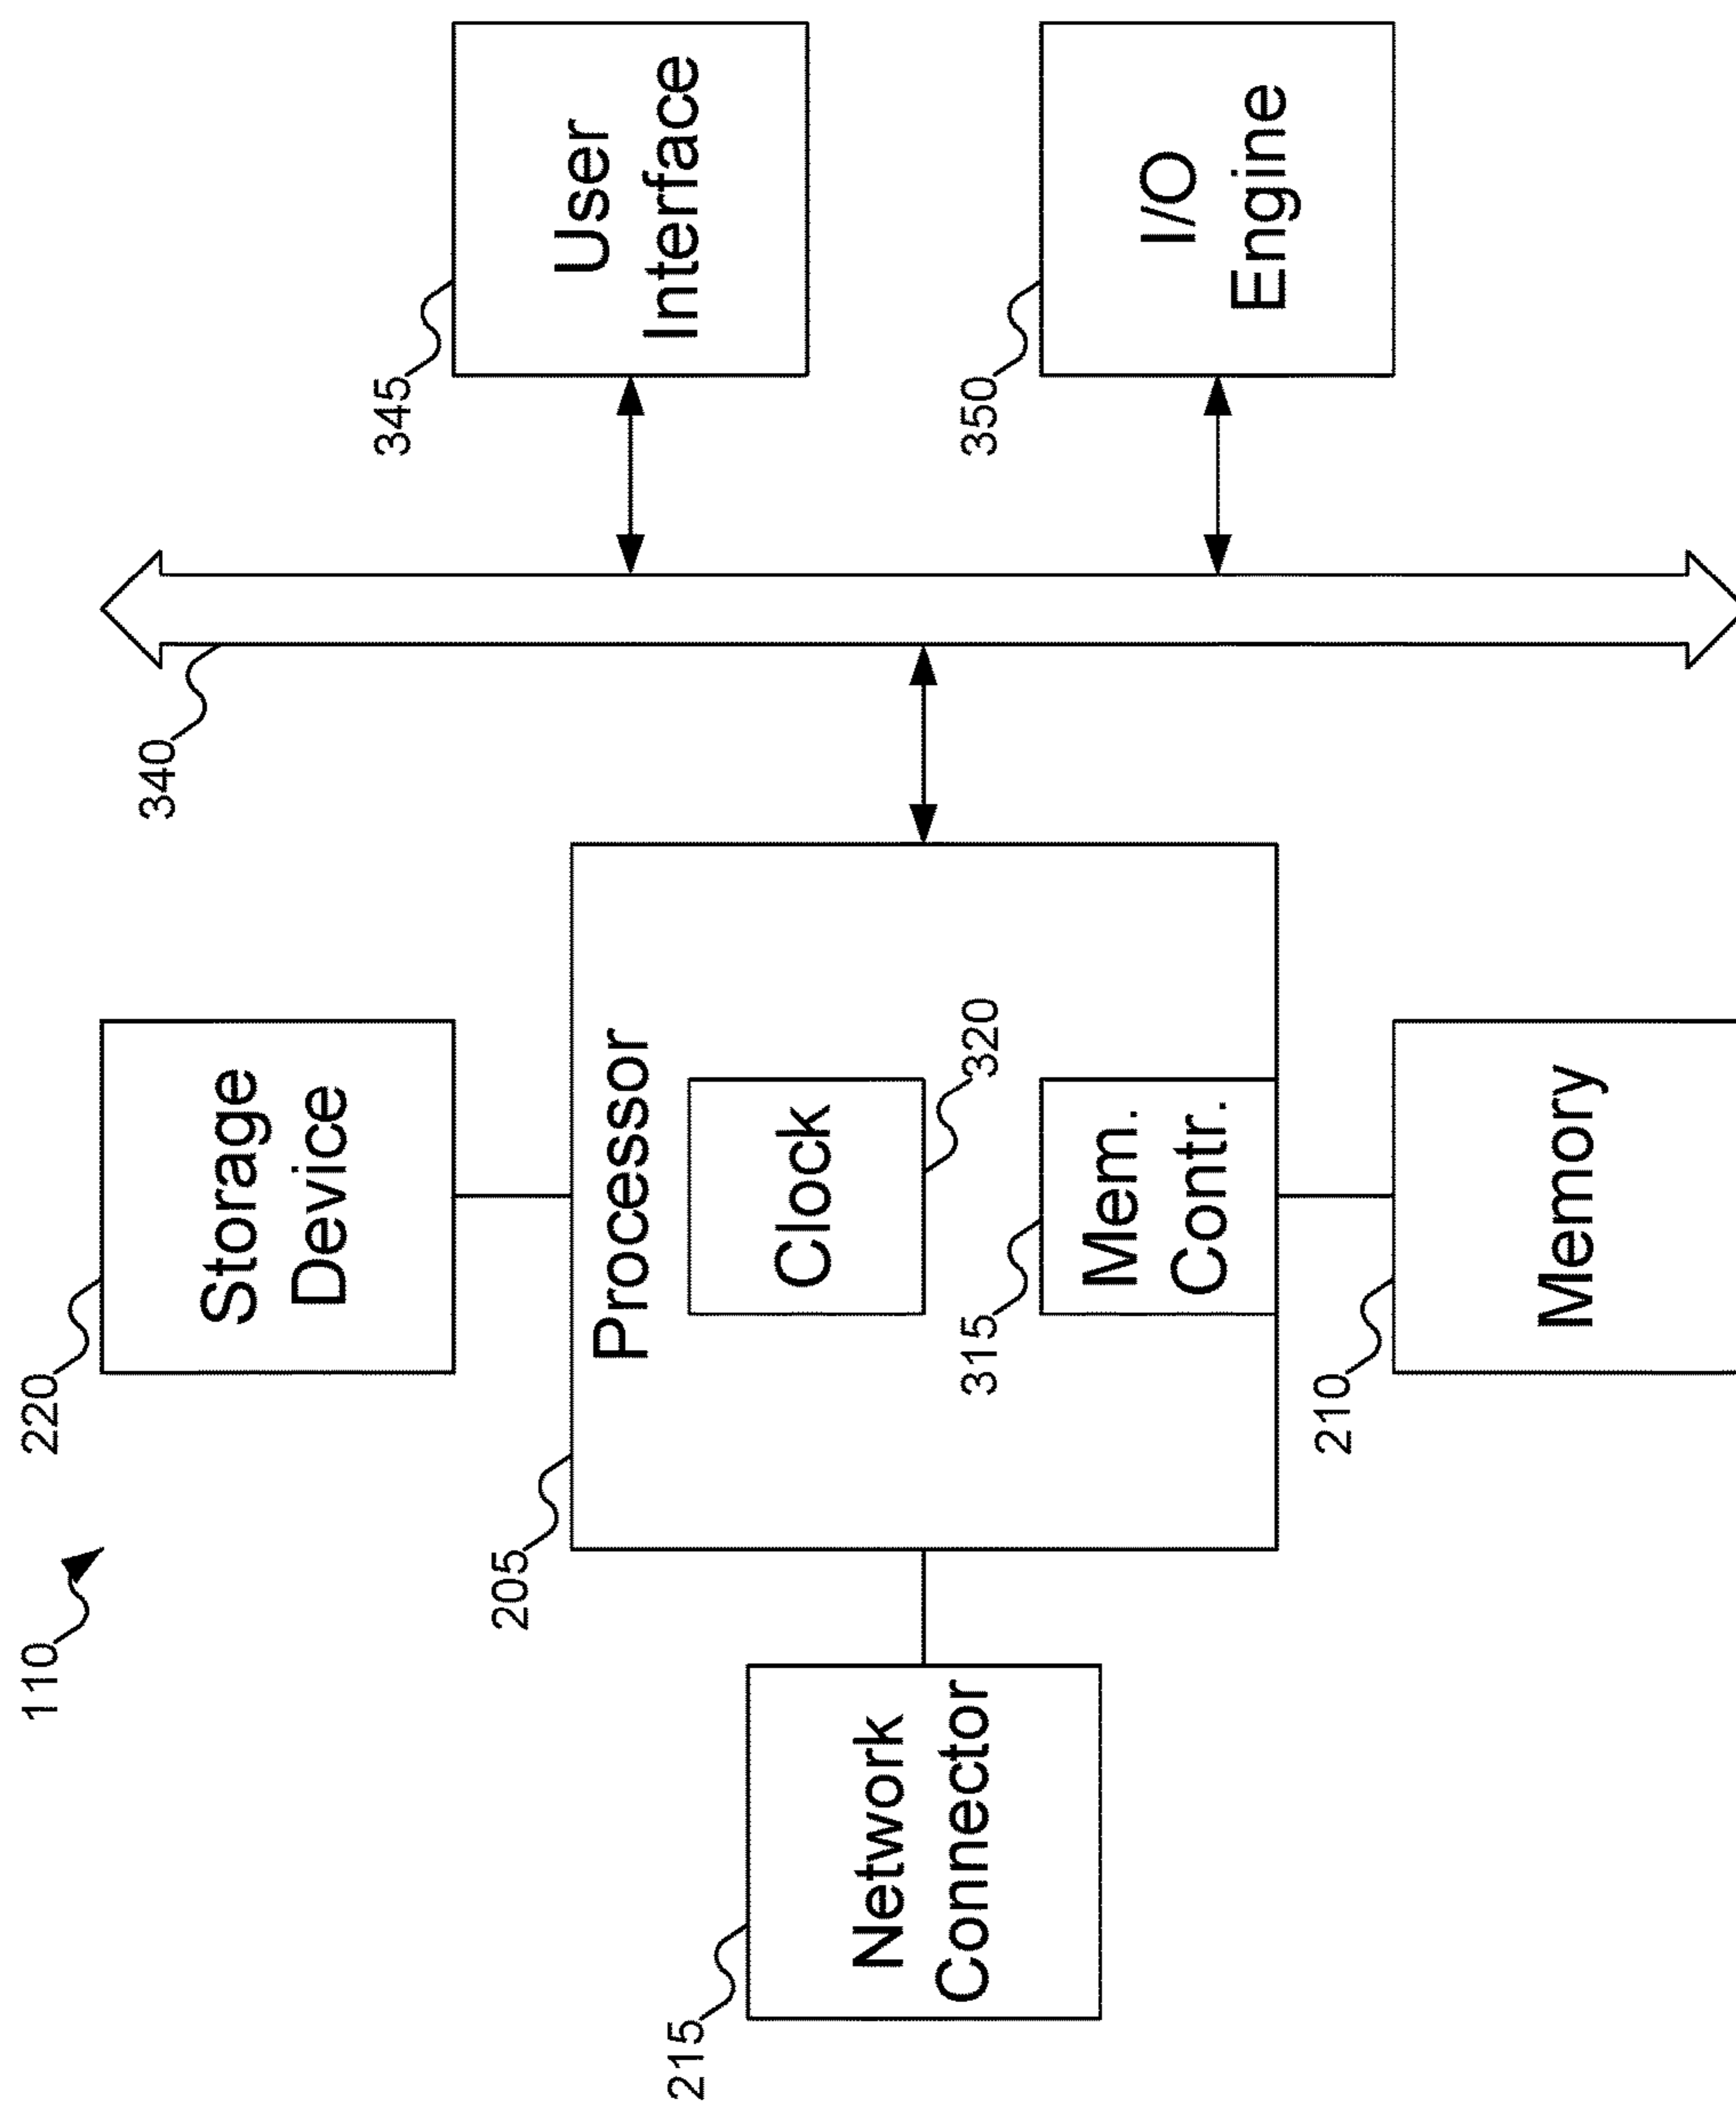 110
220
Storage
Device
340
345
User
Interface
205
Processor
Clock
320
215
Network
Connector
315
Mem.
Contr.
350
I/O
Engine
210
Memory